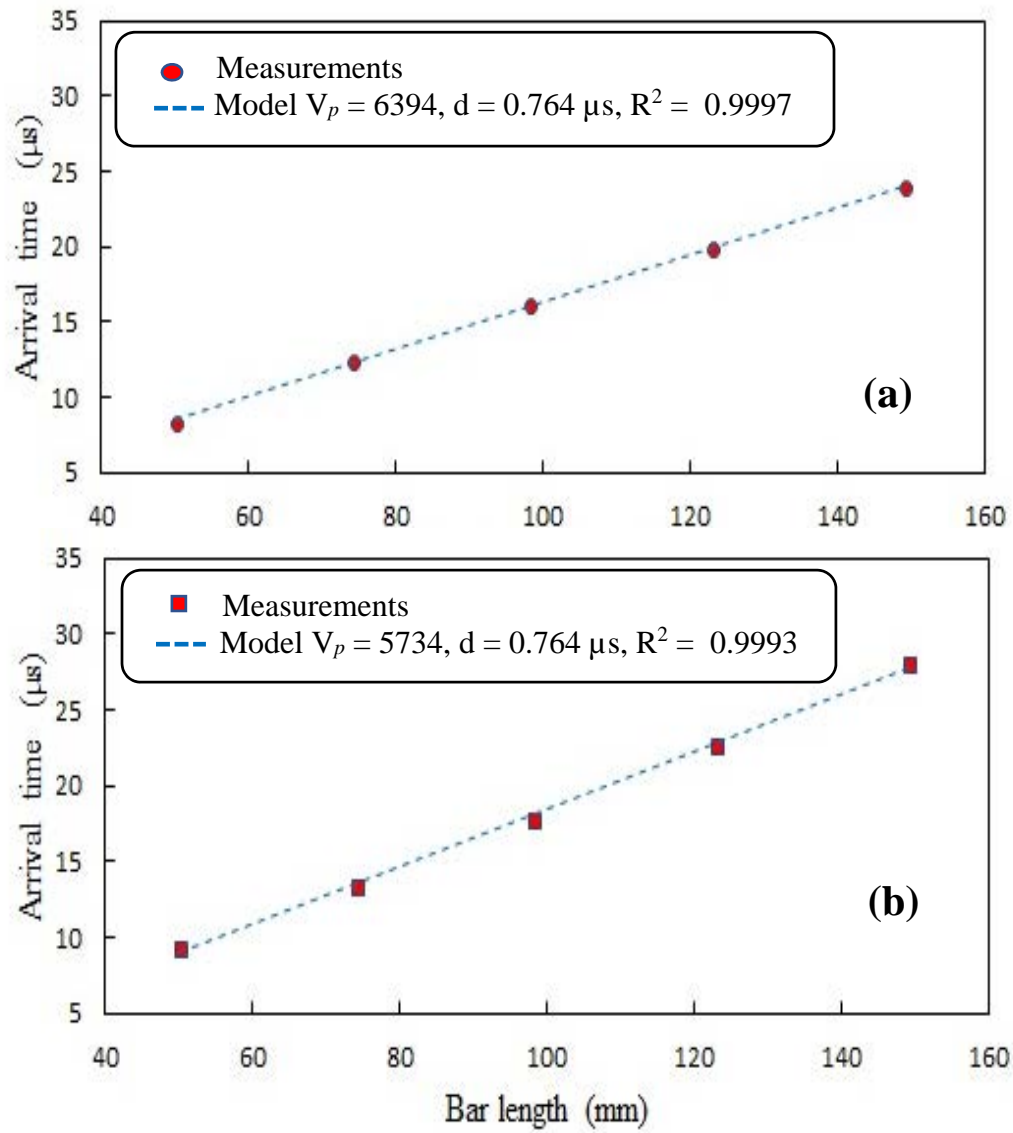 35
30
25
20
15
10
5
Arrival time (µs)
Measurements
Model Vp = 6394, d = 0.764 µs, R² = 0.9997
(a)
40 60 80 100 120 140 160
35
30
25
20
15
10
5
Arrival time (µs)
Measurements
Model Vp = 5734, d = 0.764 µs, R² = 0.9993
(b)
40 60 80 100 120 140 160
Bar length (mm)